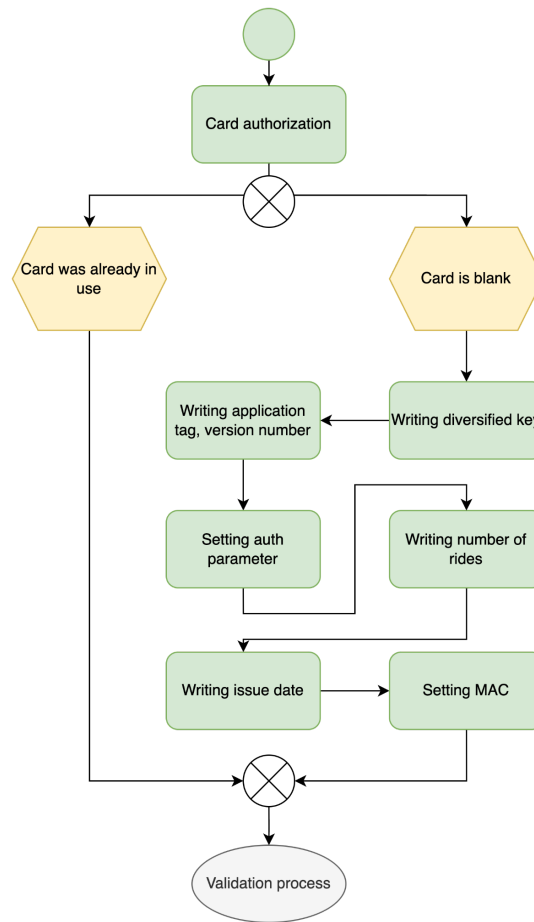 Card authorization
Card was already in
use
Card is blank
Writing diversified key
Writing application
tag, version number
Setting auth
parameter
Writing number of
rides
Writing issue date
Setting MAC
Validation process